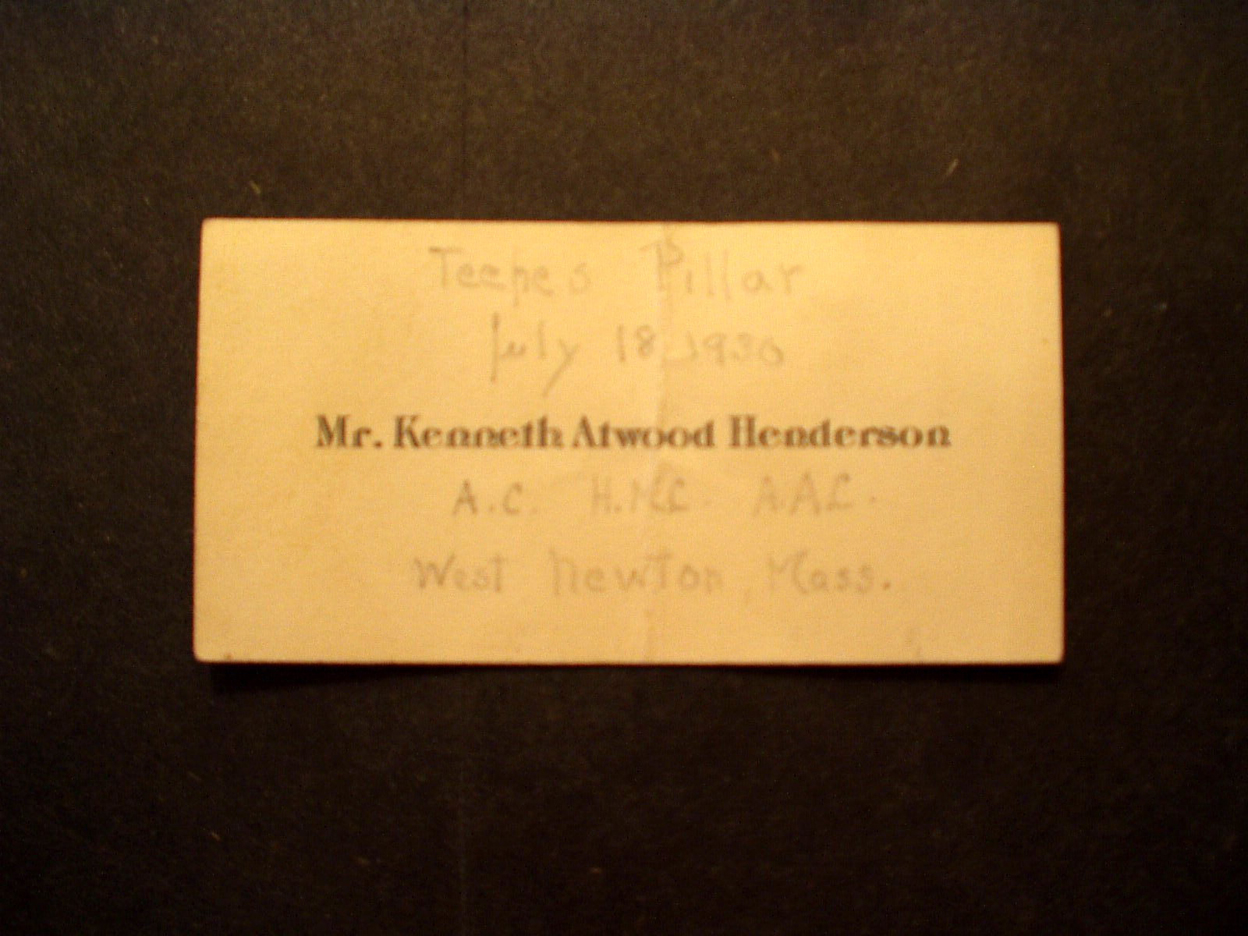 Teepes Pillar
July 18 1930
Mr. Kenneth Atwood Henderson
A.C. H.M.C. A.A.C.
West Newton, Mass.